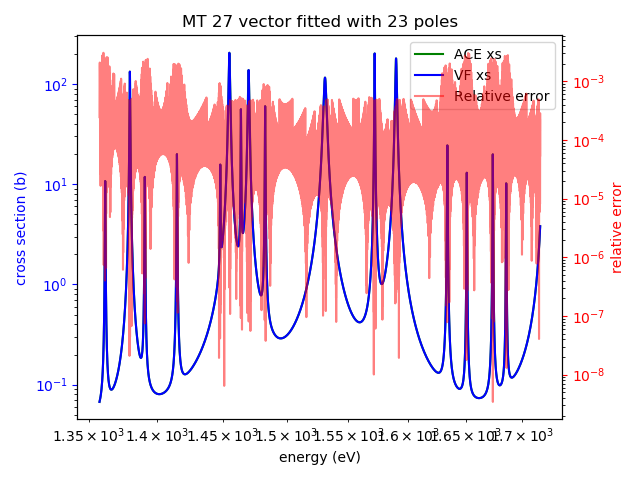 MT 27 vector fitted with 23 poles
ACE xs
VF xs
Relative error
cross section (b)
10²
10¹
10⁰
10⁻¹
relative error
10⁻³
10⁻⁴
10⁻⁵
10⁻⁶
10⁻⁷
10⁻⁸
1.35×10³ 1.4×10³ 1.45×10³ 1.5×10³ 1.55×10³ 1.6×10³ 1.65×10³ 1.7×10³
energy (eV)